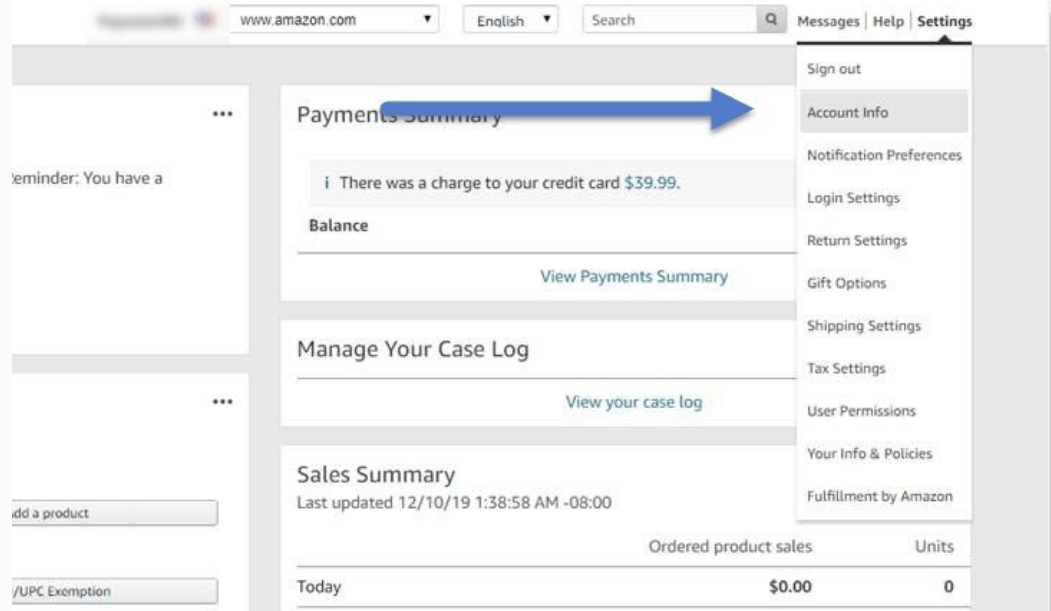 www.amazon.com English Search Messages | Help | Settings
Sign out
Account Info
Notification Preferences
Login Settings
Return Settings
Gift Options
Shipping Settings
Tax Settings
User Permissions
Your Info & Policies
Fulfillment by Amazon
eminder: You have a
dd a product
/UPC Exemption
Payments Summary
i There was a charge to your credit card $39.99.
Balance
View Payments Summary
Manage Your Case Log
View your case log
Sales Summary
Last updated 12/10/19 1:38:58 AM -08:00
Ordered product sales Units
Today $0.00 0